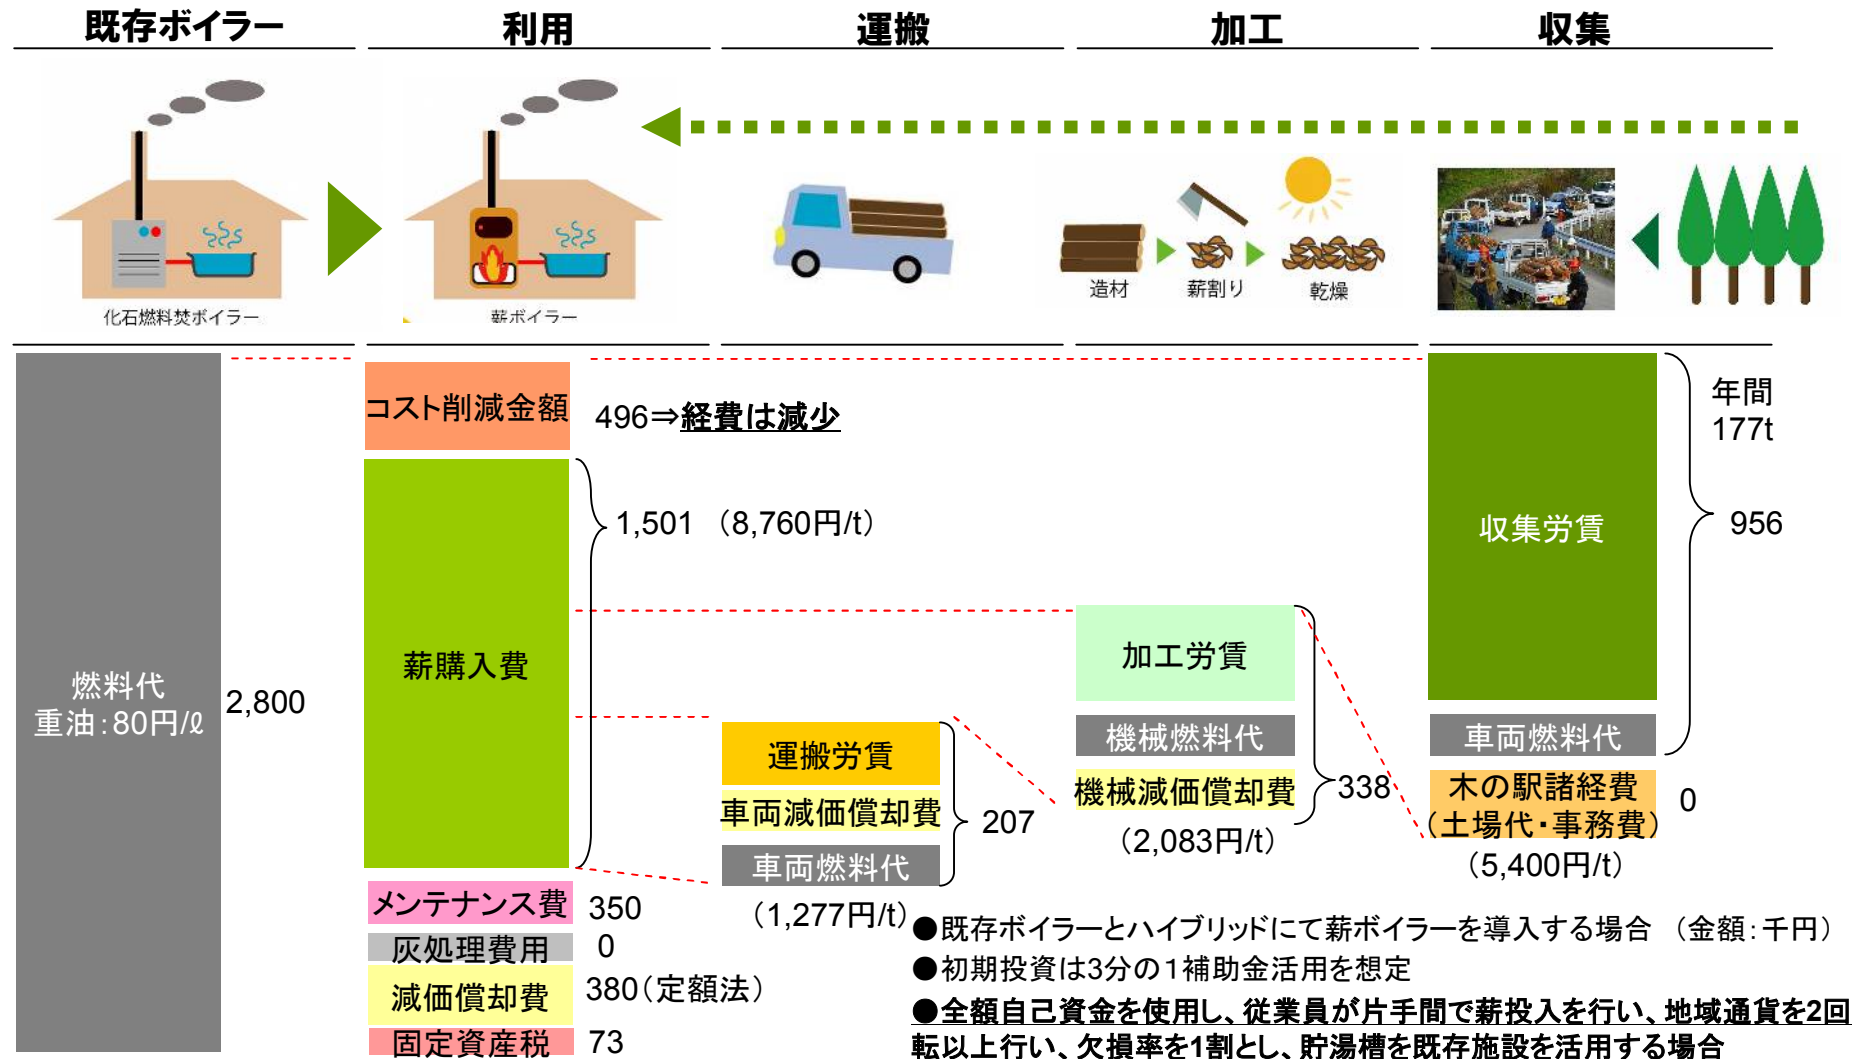 既存ボイラー
利用
運搬
加工
収集
化石燃料焚ボイラー
薪ボイラー
造材
薪割り
乾燥
燃料代
重油:80円/ℓ
2,800
コスト削減金額
496⇒経費は減少
薪購入費
1,501 (8,760円/t)
メンテナンス費
350
灰処理費用
0
減価償却費
380(定額法)
固定資産税
73
運搬労賃
車両減価償却費
車両燃料代
207
(1,277円/t)
加工労賃
機械燃料代
機械減価償却費
338
(2,083円/t)
年間
177t
収集労賃
956
車両燃料代
木の駅諸経費
(土場代・事務費)
0
(5,400円/t)
●既存ボイラーとハイブリッドにて薪ボイラーを導入する場合 (金額:千円)
●初期投資は3分の1補助金活用を想定
●全額自己資金を使用し、従業員が片手間で薪投入を行い、地域通貨を2回
転以上行い、欠損率を1割とし、貯湯槽を既存施設を活用する場合